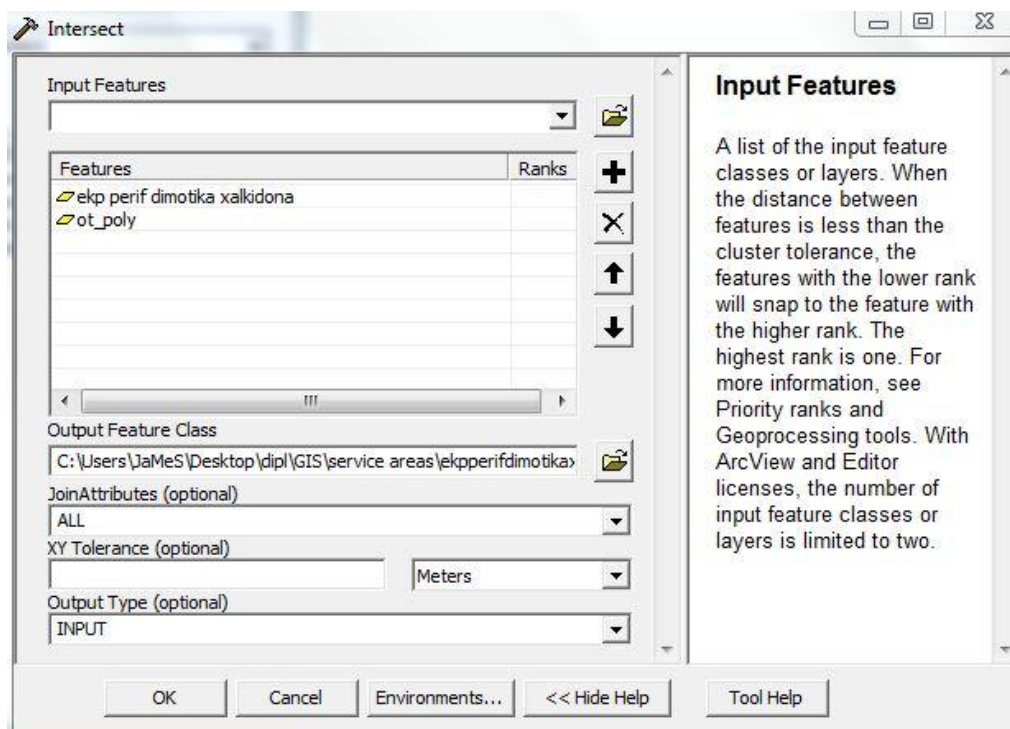 Intersect
Input Features
Features Ranks
ekp perif dimotika xalkidona
ot_poly
Output Feature Class
C:\Users\JaMeS\Desktop\dipl\GIS\service areas\ekpperifdimotikax
JoinAttributes (optional)
ALL
XY Tolerance (optional)
Meters
Output Type (optional)
INPUT
OK Cancel Environments... << Hide Help Tool Help
Input Features
A list of the input feature
classes or layers. When
the distance between
features is less than the
cluster tolerance, the
features with the lower rank
will snap to the feature with
the higher rank. The
highest rank is one. For
more information, see
Priority ranks and
Geoprocessing tools. With
ArcView and Editor
licenses, the number of
input feature classes or
layers is limited to two.